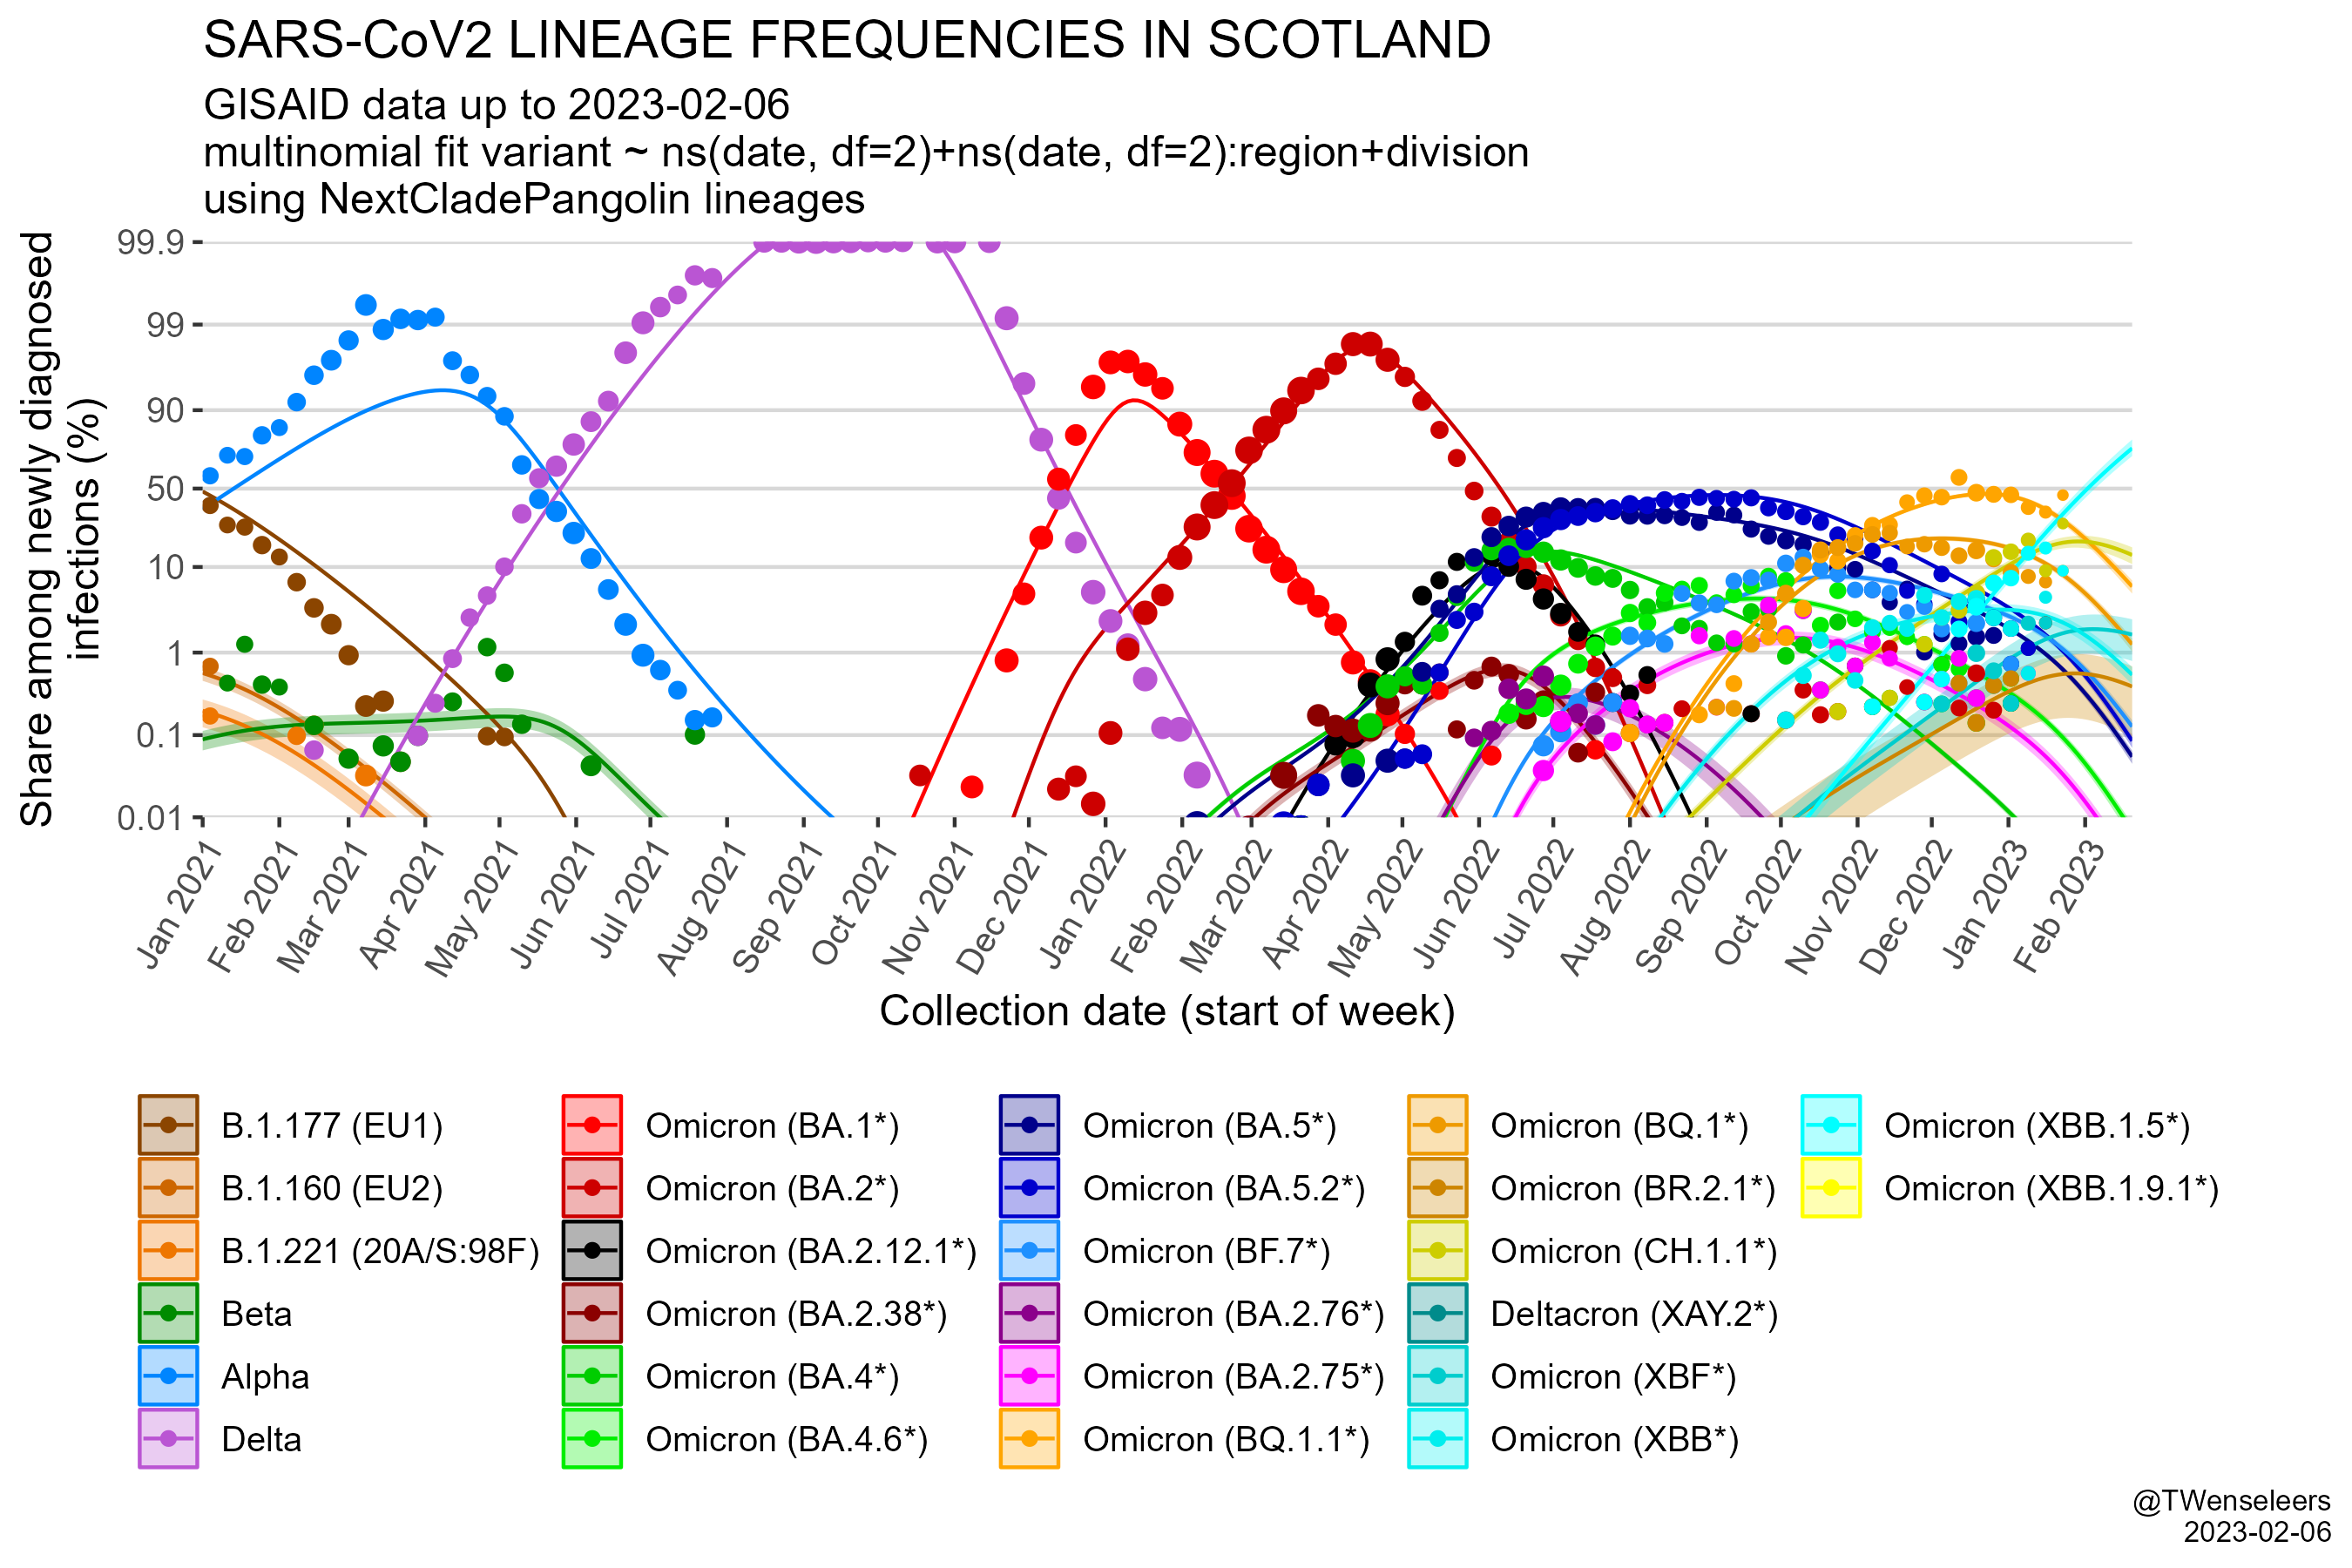 SARS-CoV2 LINEAGE FREQUENCIES IN SCOTLAND
GISAID data up to 2023-02-06
multinomial fit variant ~ ns(date, df=2)+ns(date, df=2):region+division
using NextCladePangolin lineages
Share among newly diagnosed
infections (%)
99.9
99
90
50
10
1
0.1
0.01
Jan 2021
Feb 2021
Mar 2021
Apr 2021
May 2021
Jun 2021
Jul 2021
Aug 2021
Sep 2021
Oct 2021
Nov 2021
Dec 2021
Jan 2022
Feb 2022
Mar 2022
Apr 2022
May 2022
Jun 2022
Jul 2022
Aug 2022
Sep 2022
Oct 2022
Nov 2022
Dec 2022
Jan 2023
Feb 2023
Collection date (start of week)
B.1.177 (EU1)
B.1.160 (EU2)
B.1.221 (20A/S:98F)
Beta
Alpha
Delta
Omicron (BA.1*)
Omicron (BA.2*)
Omicron (BA.2.12.1*)
Omicron (BA.2.38*)
Omicron (BA.4*)
Omicron (BA.4.6*)
Omicron (BA.5*)
Omicron (BA.5.2*)
Omicron (BF.7*)
Omicron (BA.2.76*)
Omicron (BA.2.75*)
Omicron (BQ.1.1*)
Omicron (BQ.1*)
Omicron (BR.2.1*)
Omicron (CH.1.1*)
Deltacron (XAY.2*)
Omicron (XBF*)
Omicron (XBB*)
Omicron (XBB.1.5*)
Omicron (XBB.1.9.1*)
@TWenseleers
2023-02-06